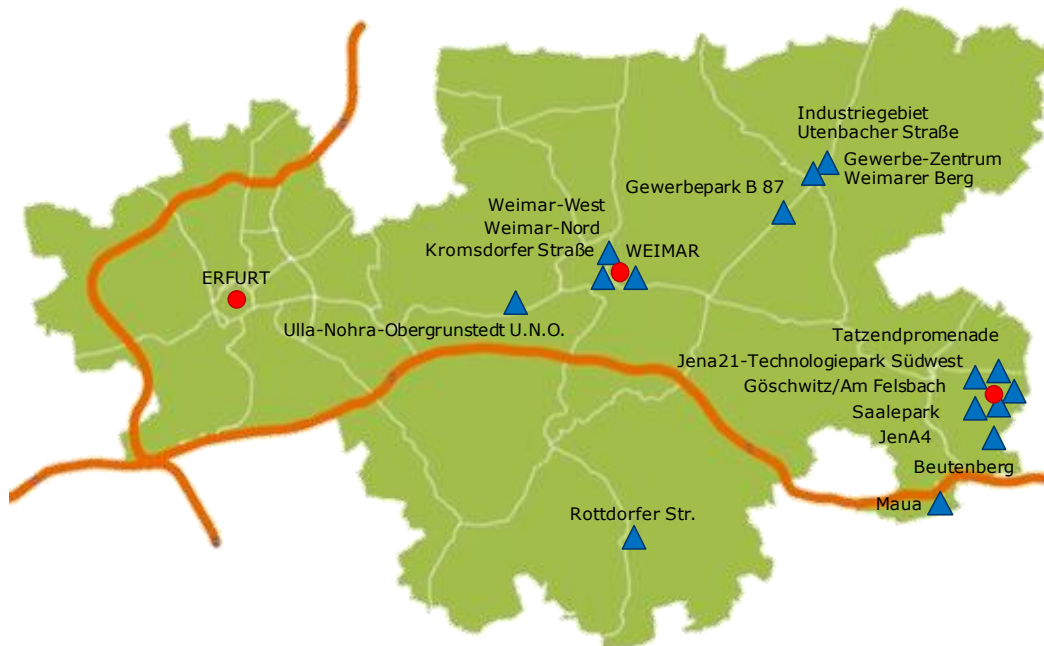 Industriegebiet
Utenbacher Straße
Gewerbe-Zentrum
Weimarer Berg
Gewerbepark B 87
Weimar-West
Weimar-Nord
Kromsdorfer Straße
WEIMAR
ERFURT
Ulla-Nohra-Obergrunstedt U.N.O.
Tatzendpromenade
Jena21-Technologiepark Südwest
Göschwitz/Am Felsbach
Saalepark
JenA4
Beutenberg
Maua
Rottdorfer Str.